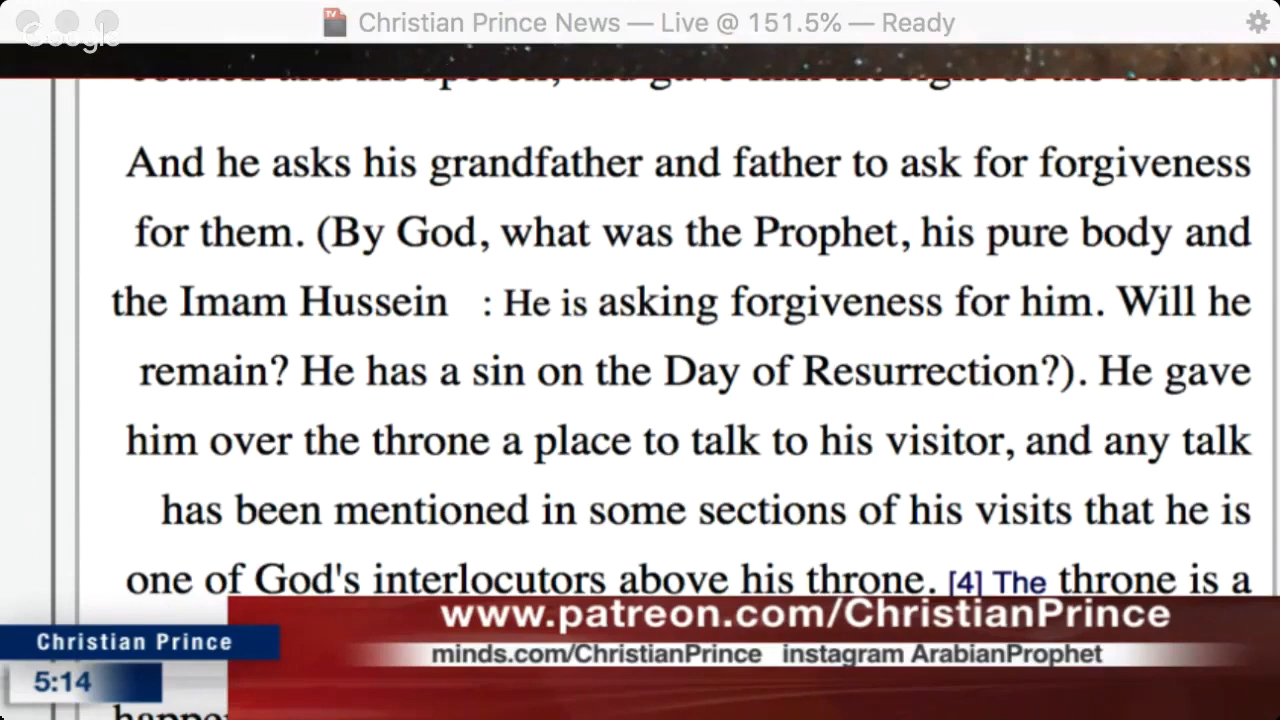 Christian Prince News — Live @ 151.5% — Ready
Google
TV
And he asks his grandfather and father to ask for forgiveness
for them. (By God, what was the Prophet, his pure body and
the Imam Hussein : He is asking forgiveness for him. Will he
remain? He has a sin on the Day of Resurrection?). He gave
him over the throne a place to talk to his visitor, and any talk
has been mentioned in some sections of his visits that he is
one of God's interlocutors above his throne. [4] The throne is a
www.patreon.com/ChristianPrince
Christian Prince
minds.com/ChristianPrince instagram ArabianProphet
5:14